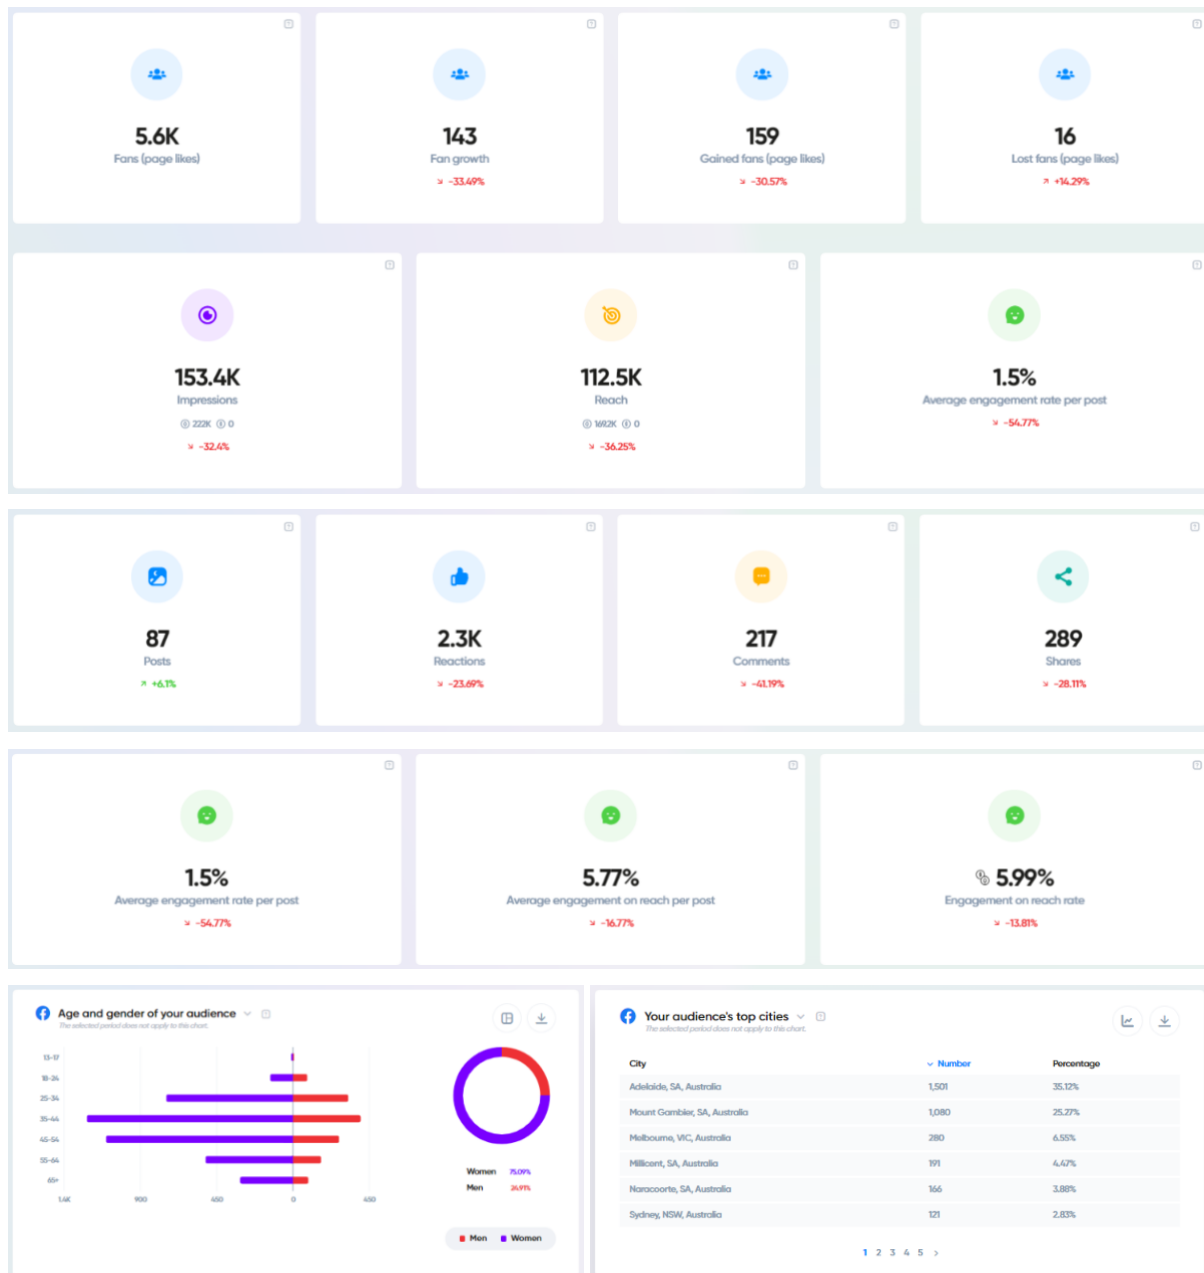 5.6K
Fans (page likes)
143
Fan growth
-33.49%
159
Gained fans (page likes)
-30.57%
16
Lost fans (page likes)
+14.29%
153.4K
Impressions
222K 0
-32.4%
112.5K
Reach
169.2K 0
-36.25%
1.5%
Average engagement rate per post
-54.77%
87
Posts
+6.1%
2.3K
Reactions
-23.69%
217
Comments
-41.19%
289
Shares
-28.11%
1.5%
Average engagement rate per post
-54.77%
5.77%
Average engagement on reach per post
-16.77%
5.99%
Engagement on reach rate
-13.81%
Age and gender of your audience
The selected period does not apply to this chart.
13-17
18-24
25-34
35-44
45-54
55-64
65+
1.4K 900 450 0 450
Women 75.09%
Men 24.91%
Men Women
Your audience's top cities
The selected period does not apply to this chart.
City Number Percentage
Adelaide, SA, Australia 1,501 35.12%
Mount Gambier, SA, Australia 1,080 25.27%
Melbourne, VIC, Australia 280 6.55%
Millicent, SA, Australia 191 4.47%
Naracoorte, SA, Australia 166 3.88%
Sydney, NSW, Australia 121 2.83%
1 2 3 4 5 >